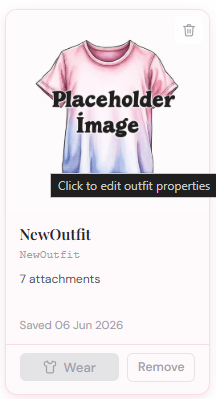 Placeholder
image
Click to edit outfit properties
NewOutfit
NewOutfit
7 attachments
Saved 06 Jun 2026
Wear
Remove